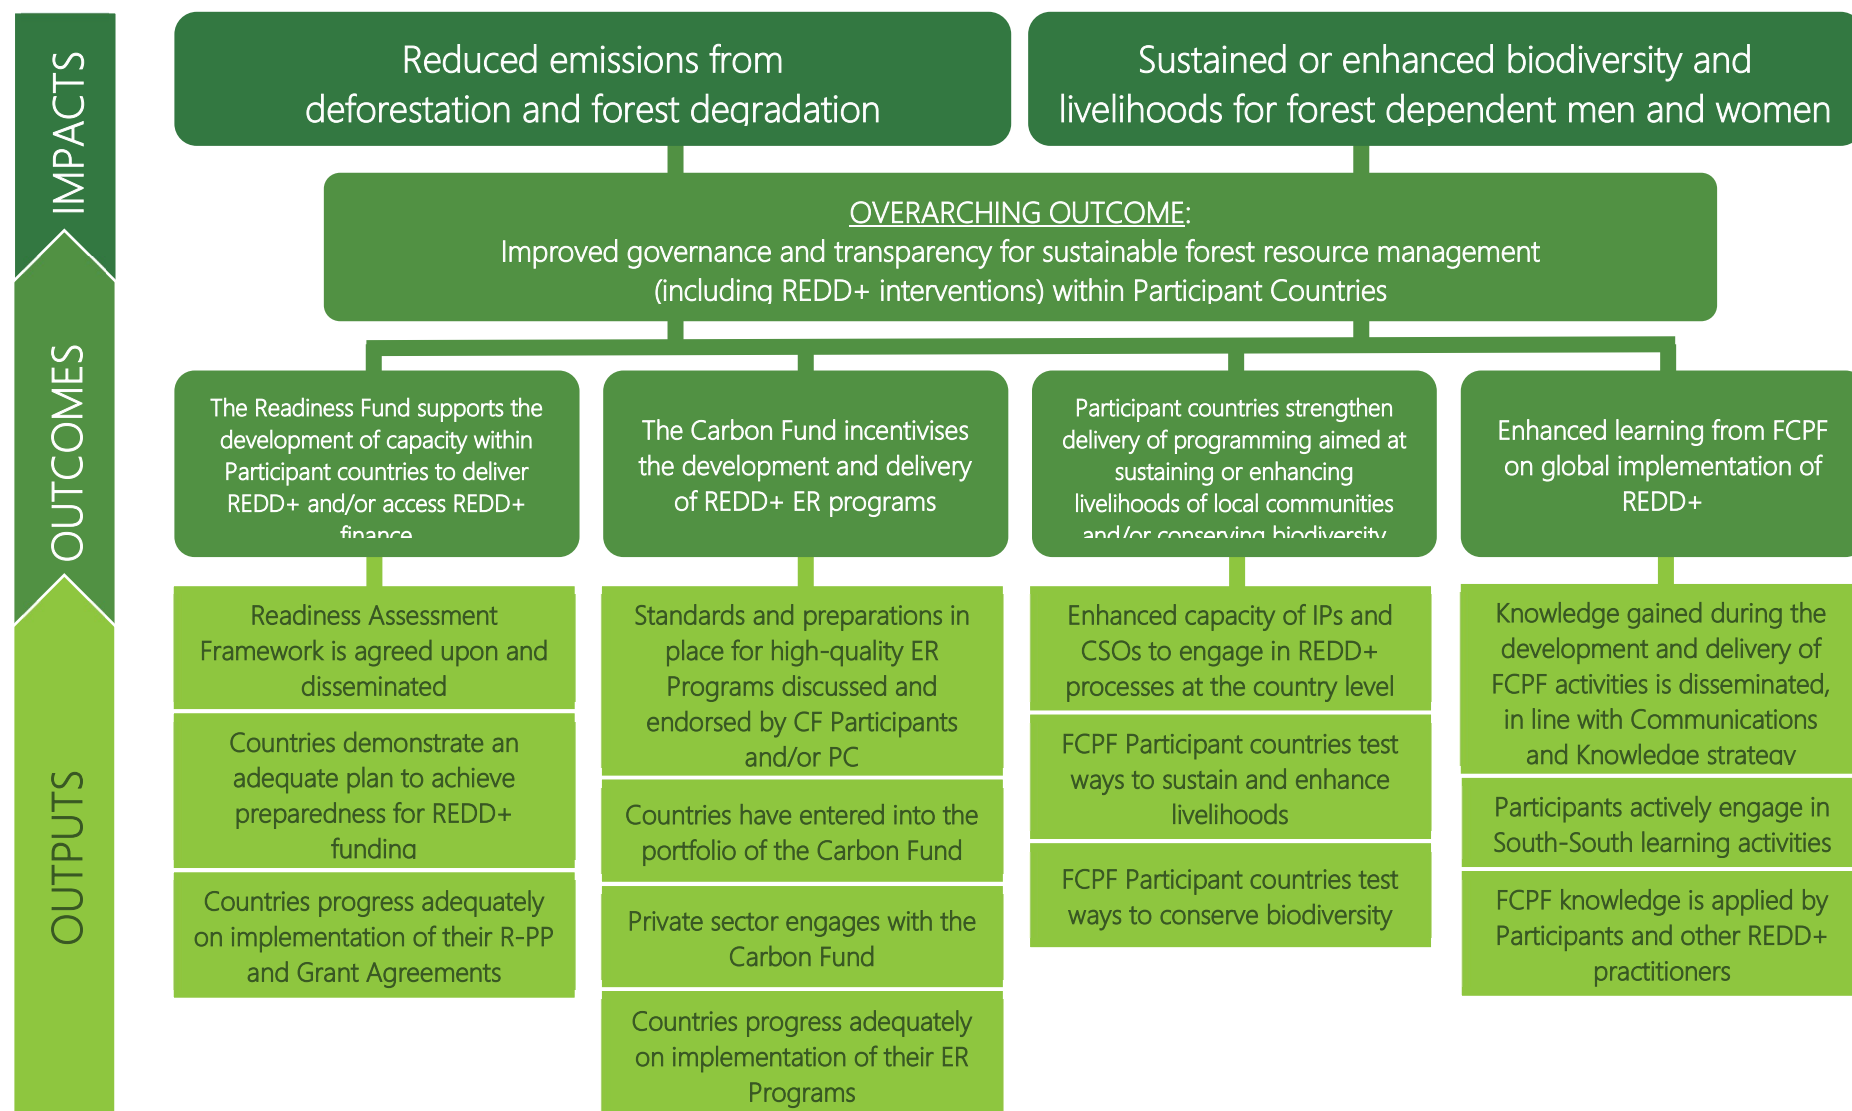 IMPACTS
Reduced emissions from
deforestation and forest degradation
Sustained or enhanced biodiversity and
livelihoods for forest dependent men and women
OUTCOMES
OVERARCHING OUTCOME:
Improved governance and transparency for sustainable forest resource management
(including REDD+ interventions) within Participant Countries
The Readiness Fund supports the
development of capacity within
Participant countries to deliver
REDD+ and/or access REDD+
finance
The Carbon Fund incentivises
the development and delivery
of REDD+ ER programs
Participant countries strengthen
delivery of programming aimed at
sustaining or enhancing
livelihoods of local communities
and/or conserving biodiversity
Enhanced learning from FCPF
on global implementation of
REDD+
OUTPUTS
Readiness Assessment
Framework is agreed upon and
disseminated
Countries demonstrate an
adequate plan to achieve
preparedness for REDD+
funding
Countries progress adequately
on implementation of their R-PP
and Grant Agreements
Standards and preparations in
place for high-quality ER
Programs discussed and
endorsed by CF Participants
and/or PC
Countries have entered into the
portfolio of the Carbon Fund
Private sector engages with the
Carbon Fund
Countries progress adequately
on implementation of their ER
Programs
Enhanced capacity of IPs and
CSOs to engage in REDD+
processes at the country level
FCPF Participant countries test
ways to sustain and enhance
livelihoods
FCPF Participant countries test
ways to conserve biodiversity
Knowledge gained during the
development and delivery of
FCPF activities is disseminated,
in line with Communications
and Knowledge strategy
Participants actively engage in
South-South learning activities
FCPF knowledge is applied by
Participants and other REDD+
practitioners